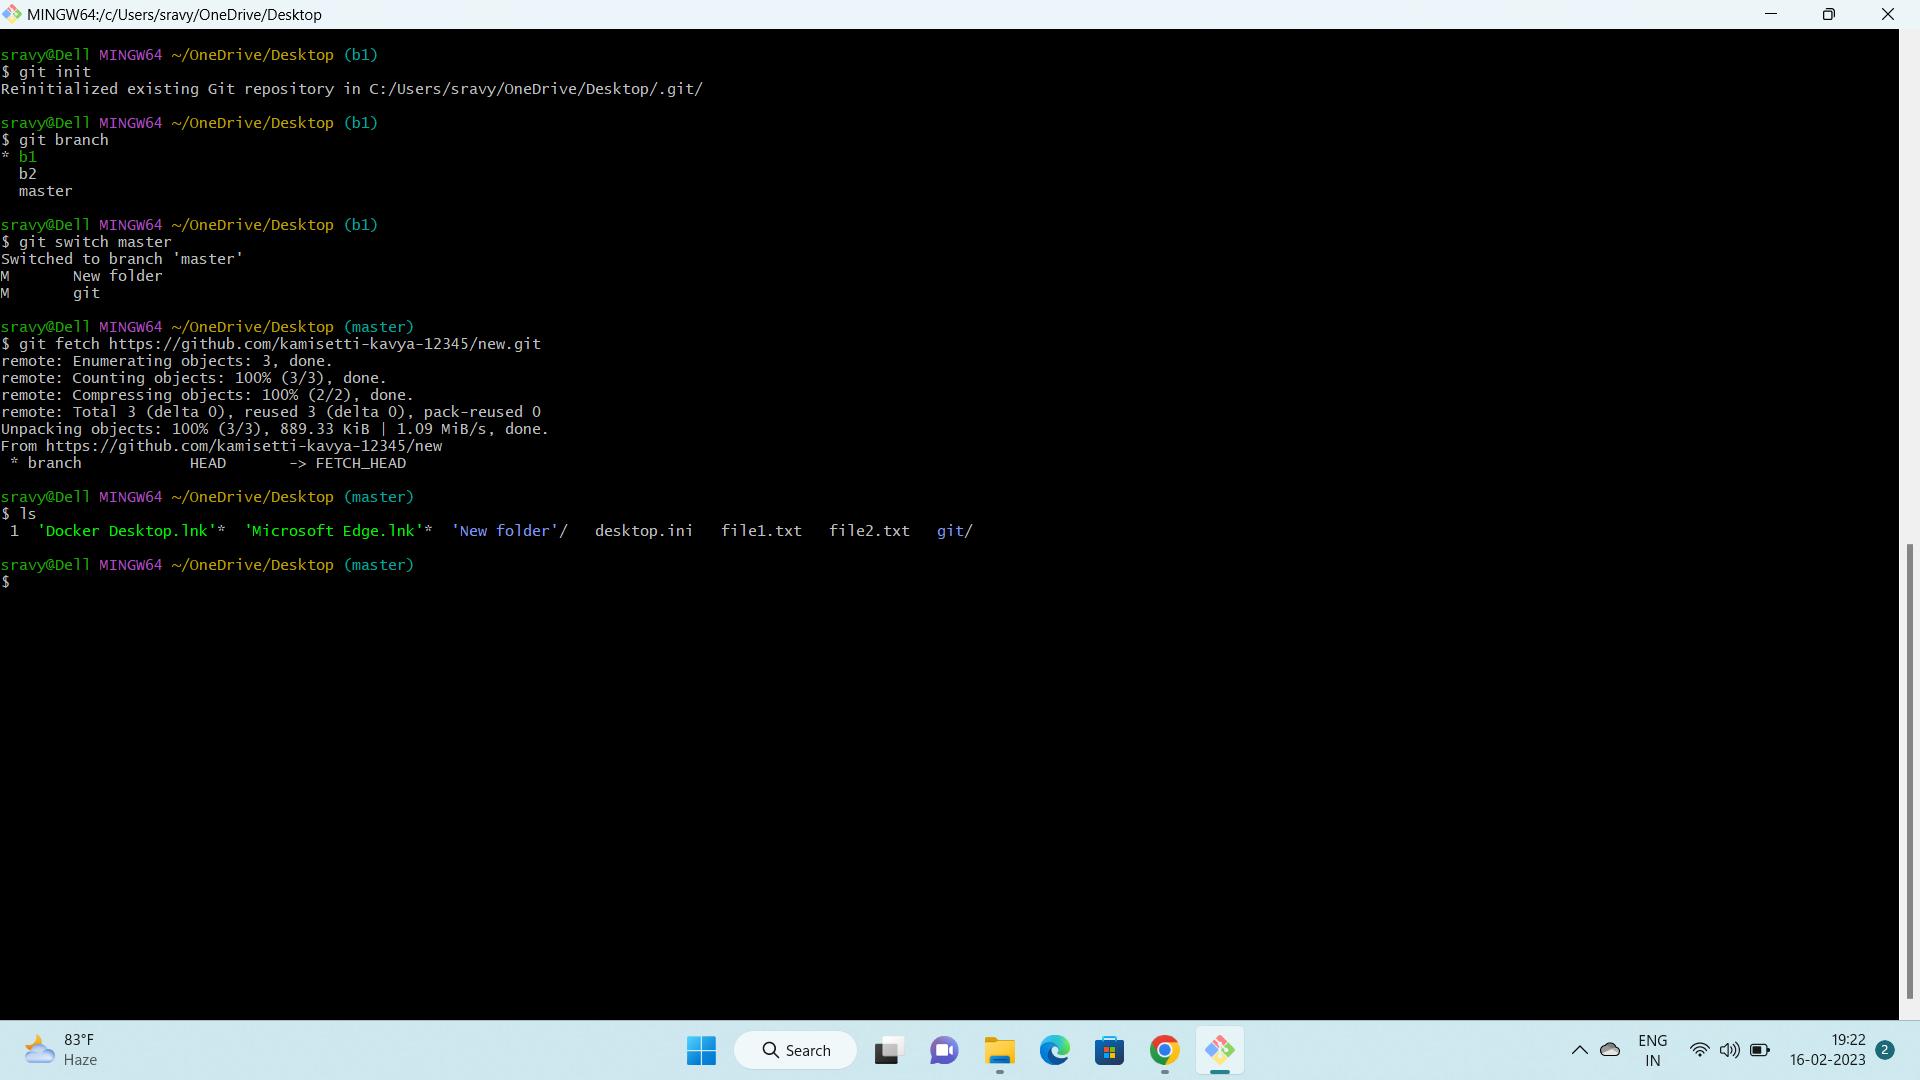 MINGW64:/c/Users/sravy/OneDrive/Desktop
sravy@Dell MINGW64 ~/OneDrive/Desktop (b1)
$ git init
Reinitialized existing Git repository in C:/Users/sravy/OneDrive/Desktop/.git/
sravy@Dell MINGW64 ~/OneDrive/Desktop (b1)
$ git branch
* b1
  b2
  master
sravy@Dell MINGW64 ~/OneDrive/Desktop (b1)
$ git switch master
Switched to branch 'master'
M       New folder
M       git
sravy@Dell MINGW64 ~/OneDrive/Desktop (master)
$ git fetch https://github.com/kamisetti-kavya-12345/new.git
remote: Enumerating objects: 3, done.
remote: Counting objects: 100% (3/3), done.
remote: Compressing objects: 100% (2/2), done.
remote: Total 3 (delta 0), reused 3 (delta 0), pack-reused 0
Unpacking objects: 100% (3/3), 889.33 KiB | 1.09 MiB/s, done.
From https://github.com/kamisetti-kavya-12345/new
 * branch            HEAD       -> FETCH_HEAD
sravy@Dell MINGW64 ~/OneDrive/Desktop (master)
$ ls
 1  'Docker Desktop.lnk'*  'Microsoft Edge.lnk'*  'New folder'/   desktop.ini   file1.txt   file2.txt   git/
sravy@Dell MINGW64 ~/OneDrive/Desktop (master)
$
83°F
Haze
Search
ENG
IN
19:22
16-02-2023
2